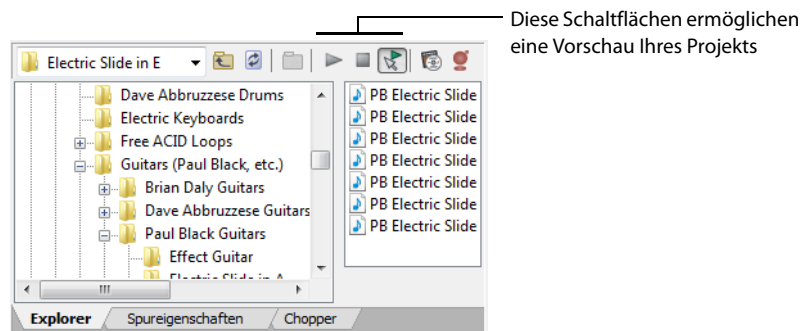 Diese Schaltflächen ermöglichen
eine Vorschau Ihres Projekts
Electric Slide in E
Dave Abbruzzese Drums
Electric Keyboards
Free ACID Loops
Guitars (Paul Black, etc.)
Brian Daly Guitars
Dave Abbruzzese Guitars
Paul Black Guitars
Effect Guitar
Electric Slide in A
PB Electric Slide
PB Electric Slide
PB Electric Slide
PB Electric Slide
PB Electric Slide
PB Electric Slide
PB Electric Slide
Explorer
Spureigenschaften
Chopper